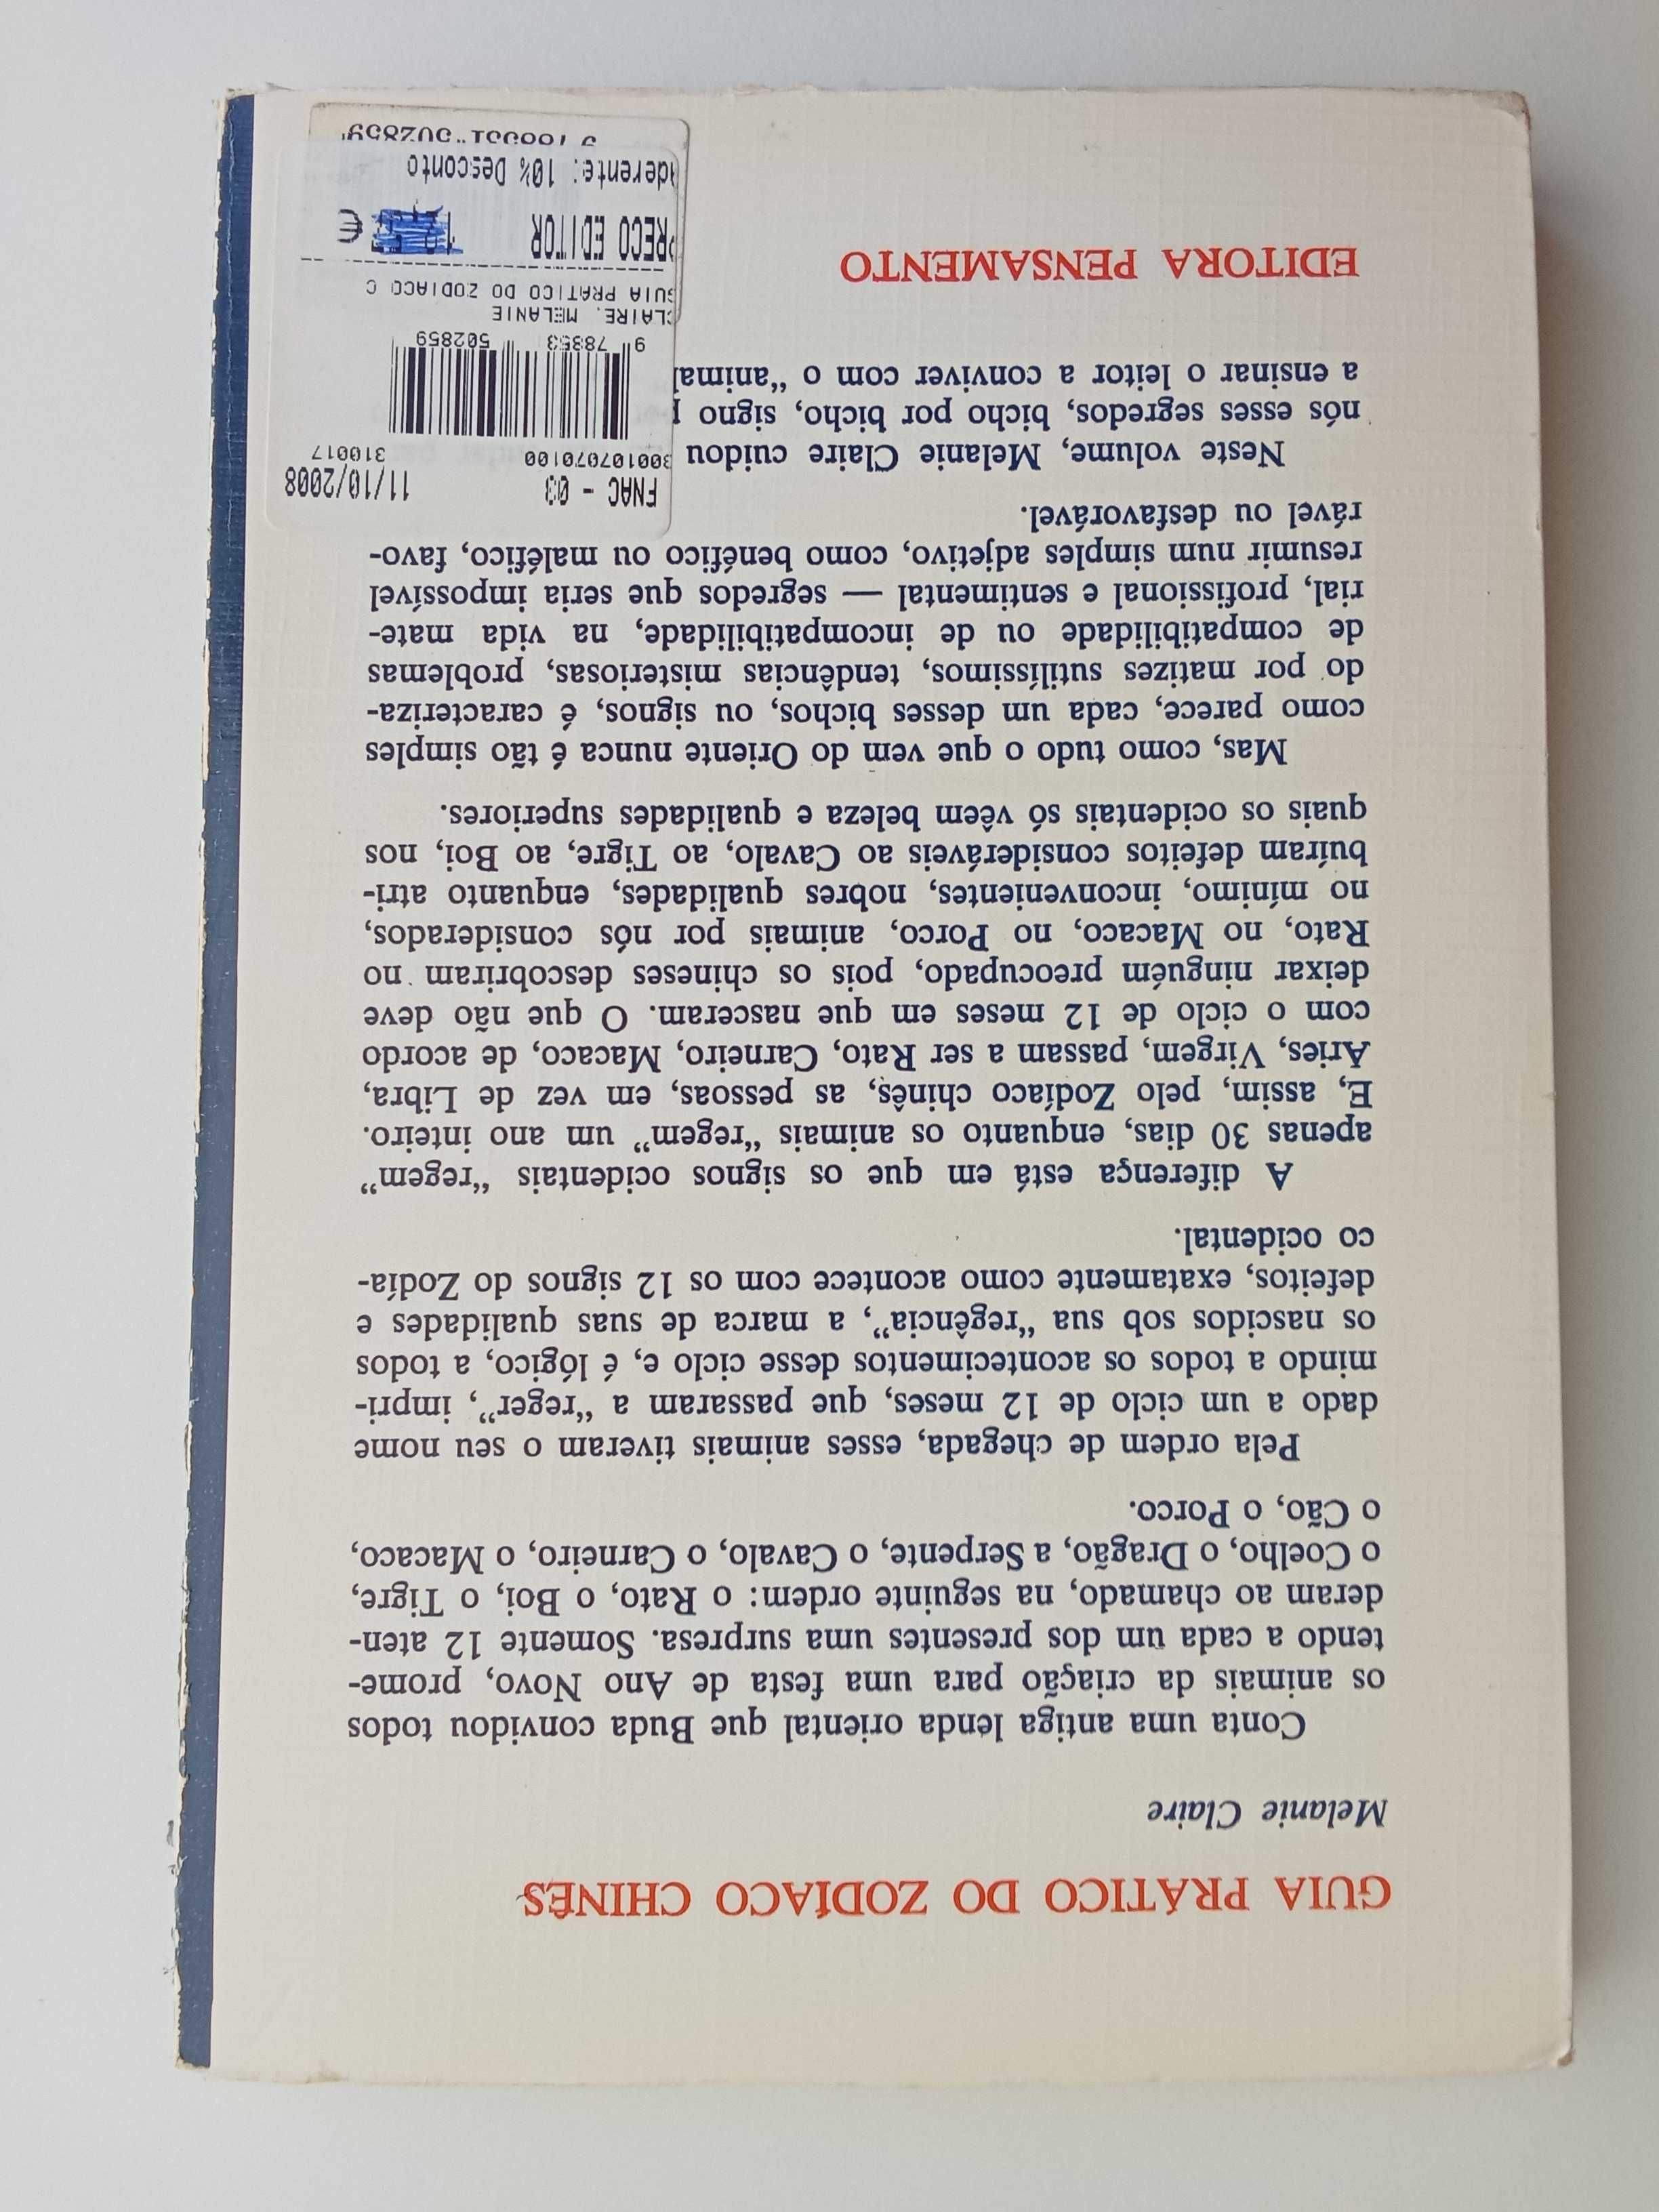 GUIA PRÁTICO DO ZODÍACO CHINÊS
Melanie Claire
Conta uma antiga lenda oriental que Buda convidou todos
os animais da criação para uma festa de Ano Novo, prome-
tendo a cada um dos presentes uma surpresa. Somente 12 aten-
deram ao chamado, na seguinte ordem: o Rato, o Boi, o Tigre,
o Coelho, o Dragão, a Serpente, o Cavalo, o Carneiro, o Macaco,
o Cão, o Porco.
Pela ordem de chegada, esses animais tiveram o seu nome
dado a um ciclo de 12 meses, que passaram a “reger”, impri-
mindo a todos os acontecimentos desse ciclo e, é lógico, a todos
os nascidos sob sua “regência”, a marca de suas qualidades e
defeitos, exatamente como acontece com os 12 signos do Zodía-
co ocidental.
A diferença está em que os signos ocidentais “regem”
apenas 30 dias, enquanto os animais “regem” um ano inteiro.
E, assim, pelo Zodíaco chinês, as pessoas, em vez de Libra,
Aries, Virgem, passam a ser Rato, Carneiro, Macaco, de acordo
com o ciclo de 12 meses em que nasceram. O que não deve
deixar ninguém preocupado, pois os chineses descobriram no
Rato, no Macaco, no Porco, animais por nós considerados,
no mínimo, inconvenientes, nobres qualidades, enquanto atri-
buíram defeitos consideráveis ao Cavalo, ao Tigre, ao Boi, nos
quais os ocidentais só vêem beleza e qualidades superiores.
Mas, como tudo o que vem do Oriente nunca é tão simples
como parece, cada um desses bichos, ou signos, é caracteriza-
do por matizes sutilíssimos, tendências misteriosas, problemas
de compatibilidade ou de incompatibilidade, na vida mate-
rial, profissional e sentimental — segredos que seria impossível
resumir num simples adjetivo, como benéfico ou maléfico, favo-
rável ou desfavorável.
Neste volume, Melanie Claire cuidou
nós esses segredos, bicho por bicho, signo
a ensinar o leitor a conviver com o “anima
EDITORA PENSAMENTO
FNAC - 03 11/10/2008
300107070100 310017
9 78853 502859
CLAIRE. MELANIE
GUIA PRATICO DO ZODIACO C
PRECO EDITOR €
derente: 10% Desconto